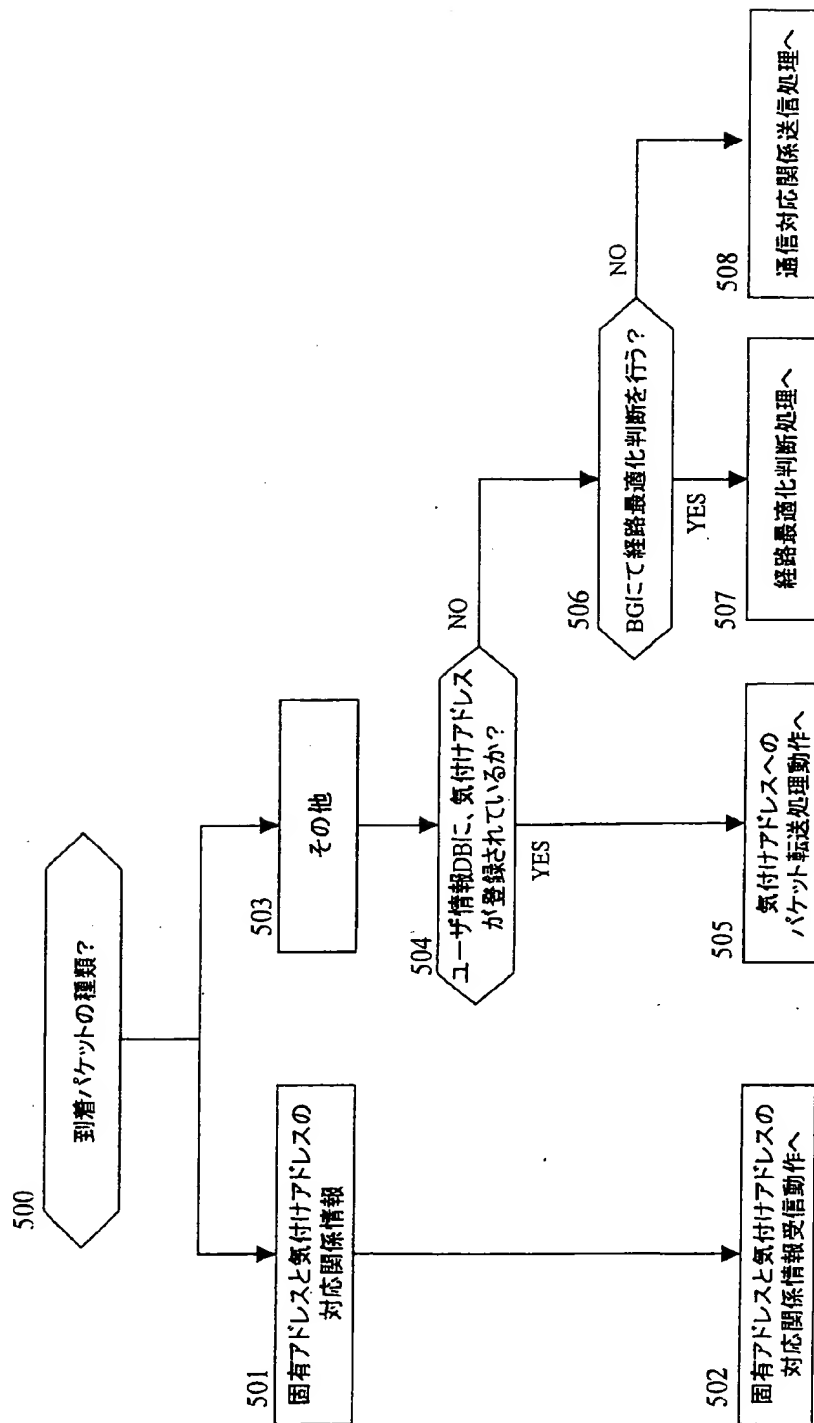 500
到着パケットの種類？
501
固有アドレスと気付けアドレスの
対応関係情報
503
その他
504
ユーザ情報DBに、気付けアドレス
が登録されているか？
NO
YES
506
BGにて経路最適化判断を行う？
NO
YES
502
固有アドレスと気付けアドレスの
対応関係情報受信動作へ
505
気付けアドレスへの
パケット転送処理動作へ
507
経路最適化判断処理へ
508
通信対応関係送信処理へ